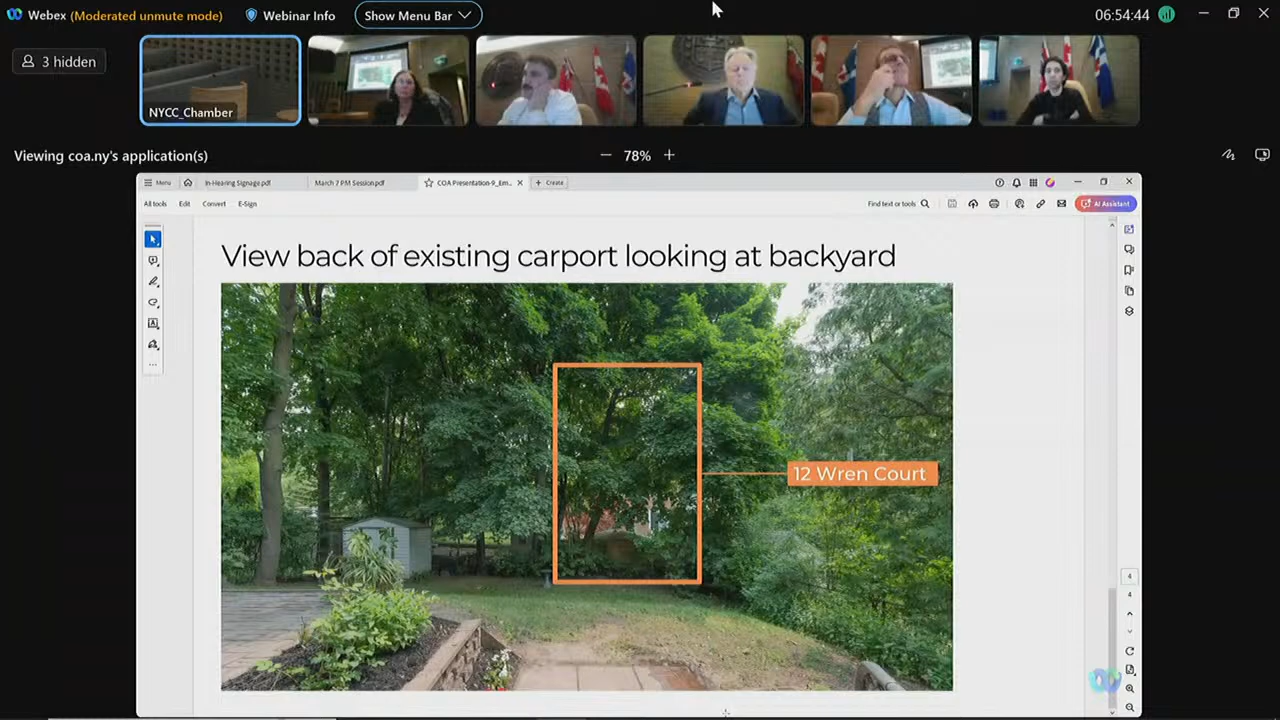 Webex (Moderated unmute mode) Webinar Info Show Menu Bar 06:54:44
3 hidden
NYCC_Chamber
Viewing coa.ny's application(s) 78%
Menu In-Hearing Signage.pdf March 7 PM Session.pdf COA Presentation-9_Em... Create
All tools Edit Convert E-Sign Find text or tools AI Assistant
View back of existing carport looking at backyard
12 Wren Court
4
4